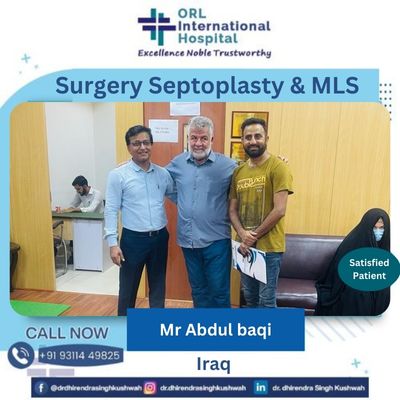 ORL
International
Hospital
Excellence Noble Trustworthy
Surgery Septoplasty & MLS
Satisfied
Patient
CALL NOW
Mr Abdul baqi
+91 93114 49825
Iraq
@drdhirendrasinghkushwah
dr.dhirendrasinghkushwah
dr. dhirendra Singh Kushwah